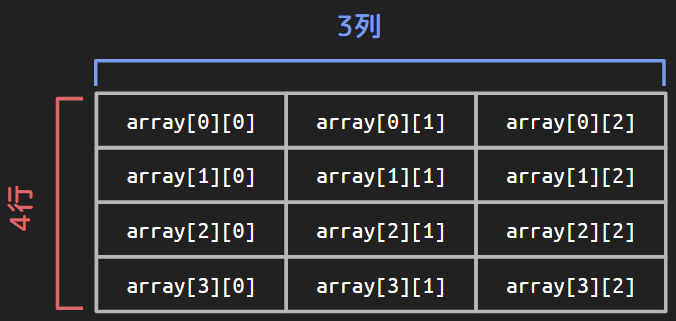 3列
4行
array[0][0] array[0][1] array[0][2]
array[1][0] array[1][1] array[1][2]
array[2][0] array[2][1] array[2][2]
array[3][0] array[3][1] array[3][2]